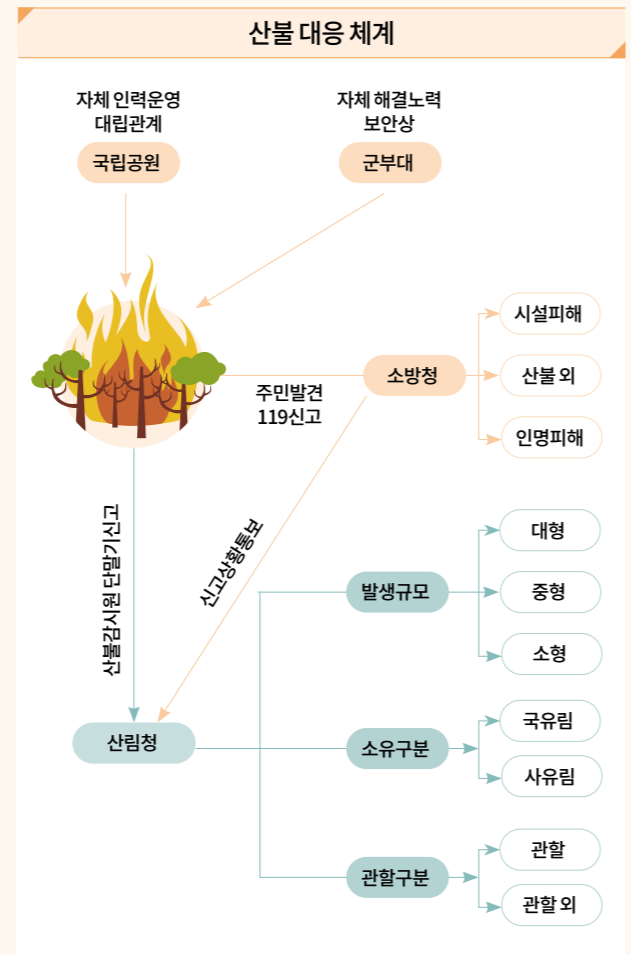 산불 대응 체계
자체 인력운영
대립관계
국립공원
자체 해결노력
보안상
군부대
주민발견
119신고
소방청
시설피해
산불 외
인명피해
산불감시원 단말기신고
신고상황통보
산림청
발생규모
대형
중형
소형
소유구분
국유림
사유림
관할구분
관할
관할 외